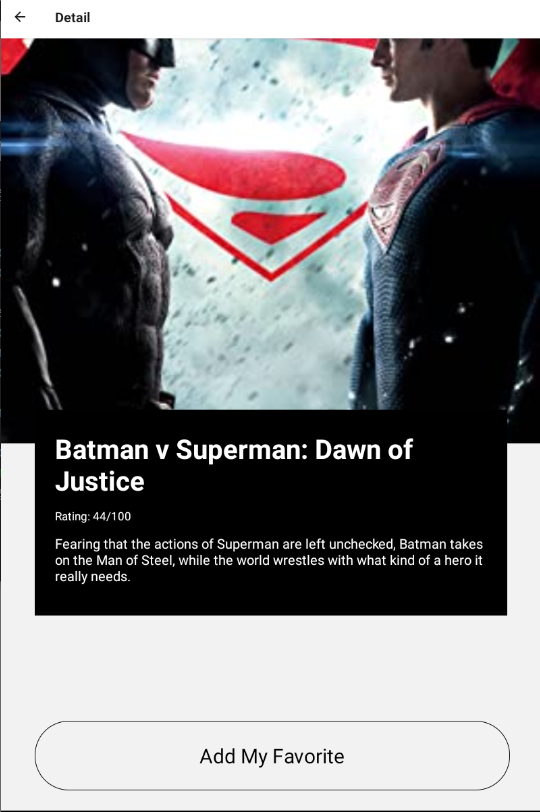 Detail
Batman v Superman: Dawn of
Justice
Rating: 44/100
Fearing that the actions of Superman are left unchecked, Batman takes
on the Man of Steel, while the world wrestles with what kind of a hero it
really needs.
Add My Favorite